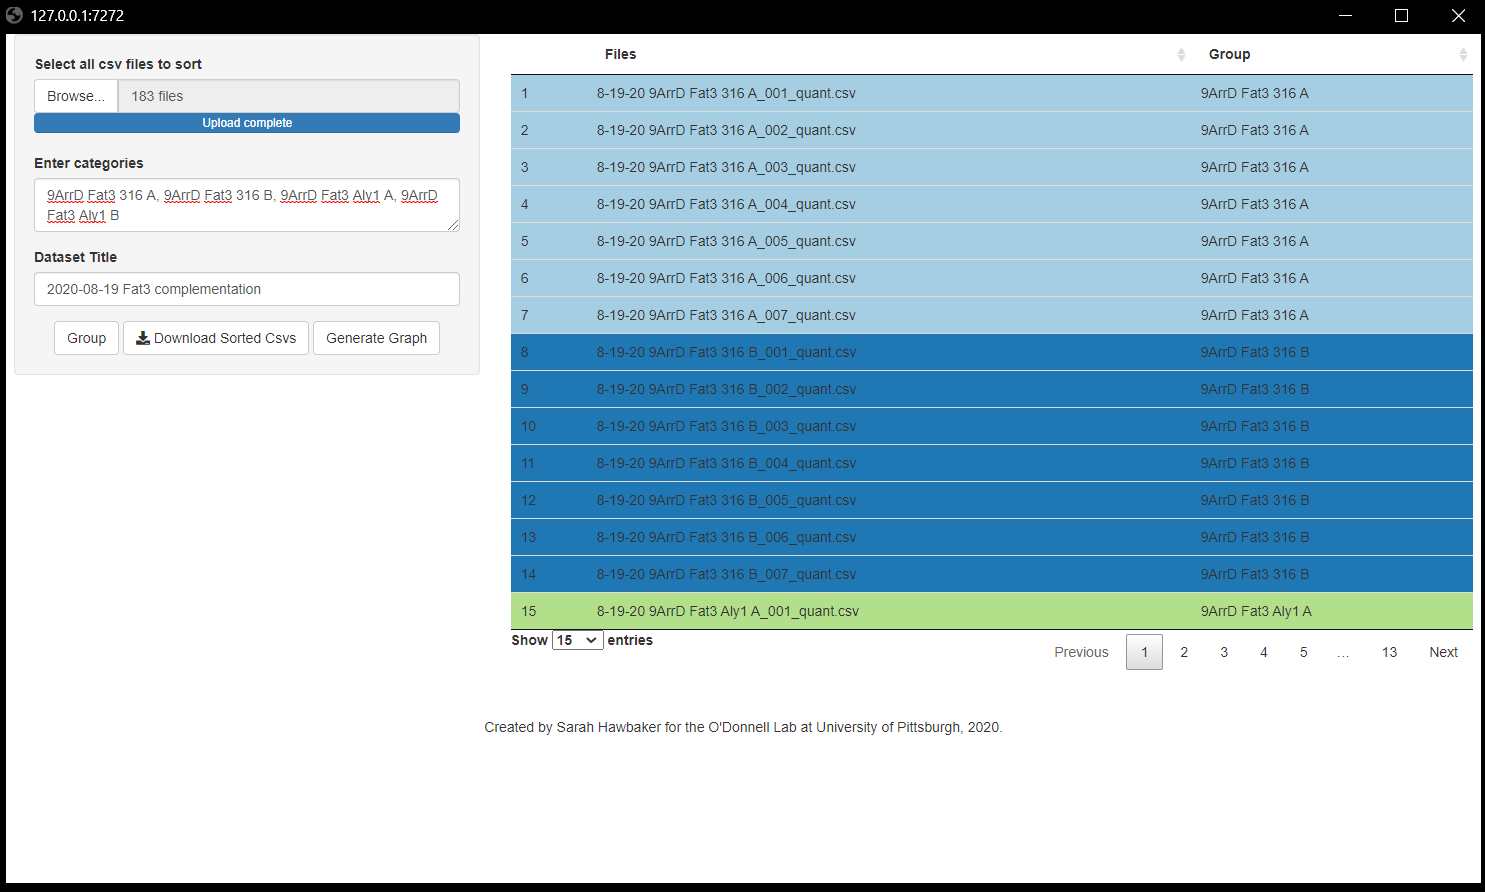 127.0.0.1:7272
Select all csv files to sort
Browse... 183 files
Upload complete
Enter categories
9ArrD Fat3 316 A, 9ArrD Fat3 316 B, 9ArrD Fat3 Aly1 A, 9ArrD
Fat3 Aly1 B
Dataset Title
2020-08-19 Fat3 complementation
Group Download Sorted Csvs Generate Graph
Files Group
1 8-19-20 9ArrD Fat3 316 A_001_quant.csv 9ArrD Fat3 316 A
2 8-19-20 9ArrD Fat3 316 A_002_quant.csv 9ArrD Fat3 316 A
3 8-19-20 9ArrD Fat3 316 A_003_quant.csv 9ArrD Fat3 316 A
4 8-19-20 9ArrD Fat3 316 A_004_quant.csv 9ArrD Fat3 316 A
5 8-19-20 9ArrD Fat3 316 A_005_quant.csv 9ArrD Fat3 316 A
6 8-19-20 9ArrD Fat3 316 A_006_quant.csv 9ArrD Fat3 316 A
7 8-19-20 9ArrD Fat3 316 A_007_quant.csv 9ArrD Fat3 316 A
8 8-19-20 9ArrD Fat3 316 B_001_quant.csv 9ArrD Fat3 316 B
9 8-19-20 9ArrD Fat3 316 B_002_quant.csv 9ArrD Fat3 316 B
10 8-19-20 9ArrD Fat3 316 B_003_quant.csv 9ArrD Fat3 316 B
11 8-19-20 9ArrD Fat3 316 B_004_quant.csv 9ArrD Fat3 316 B
12 8-19-20 9ArrD Fat3 316 B_005_quant.csv 9ArrD Fat3 316 B
13 8-19-20 9ArrD Fat3 316 B_006_quant.csv 9ArrD Fat3 316 B
14 8-19-20 9ArrD Fat3 316 B_007_quant.csv 9ArrD Fat3 316 B
15 8-19-20 9ArrD Fat3 Aly1 A_001_quant.csv 9ArrD Fat3 Aly1 A
Show 15 entries
Previous 1 2 3 4 5 … 13 Next
Created by Sarah Hawbaker for the O'Donnell Lab at University of Pittsburgh, 2020.